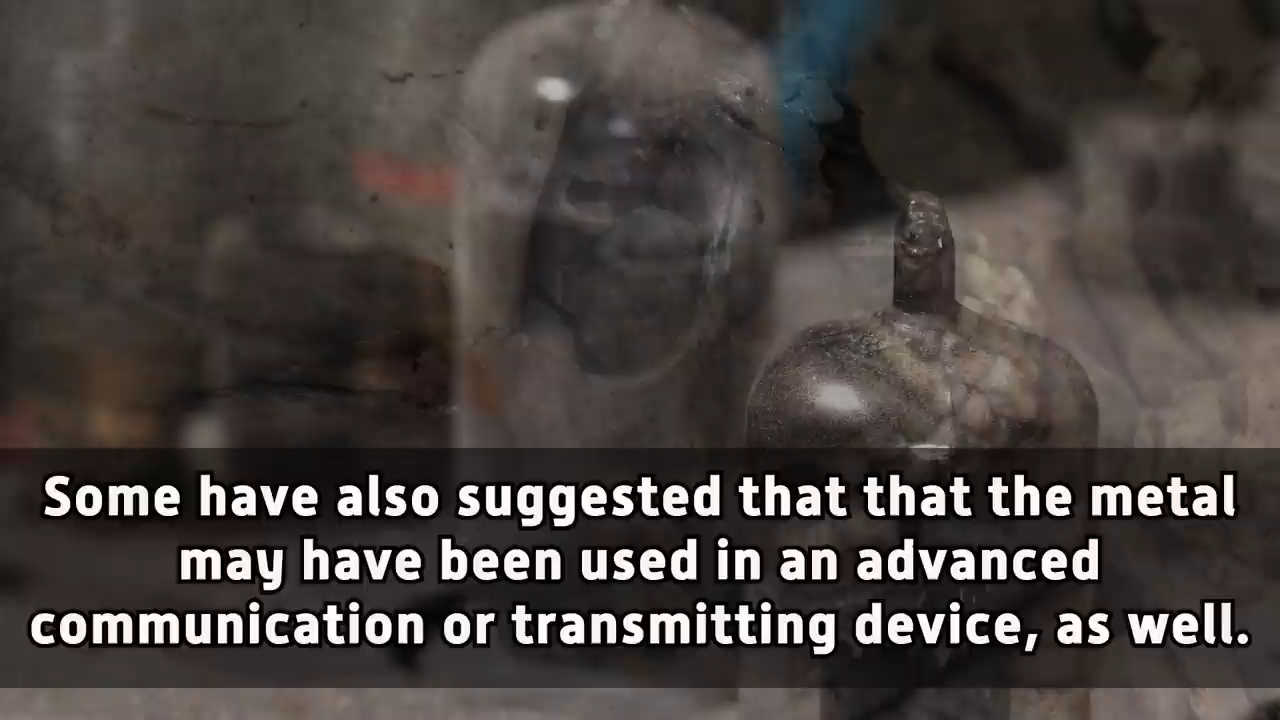 Some have also suggested that that the metal
may have been used in an advanced
communication or transmitting device, as well.